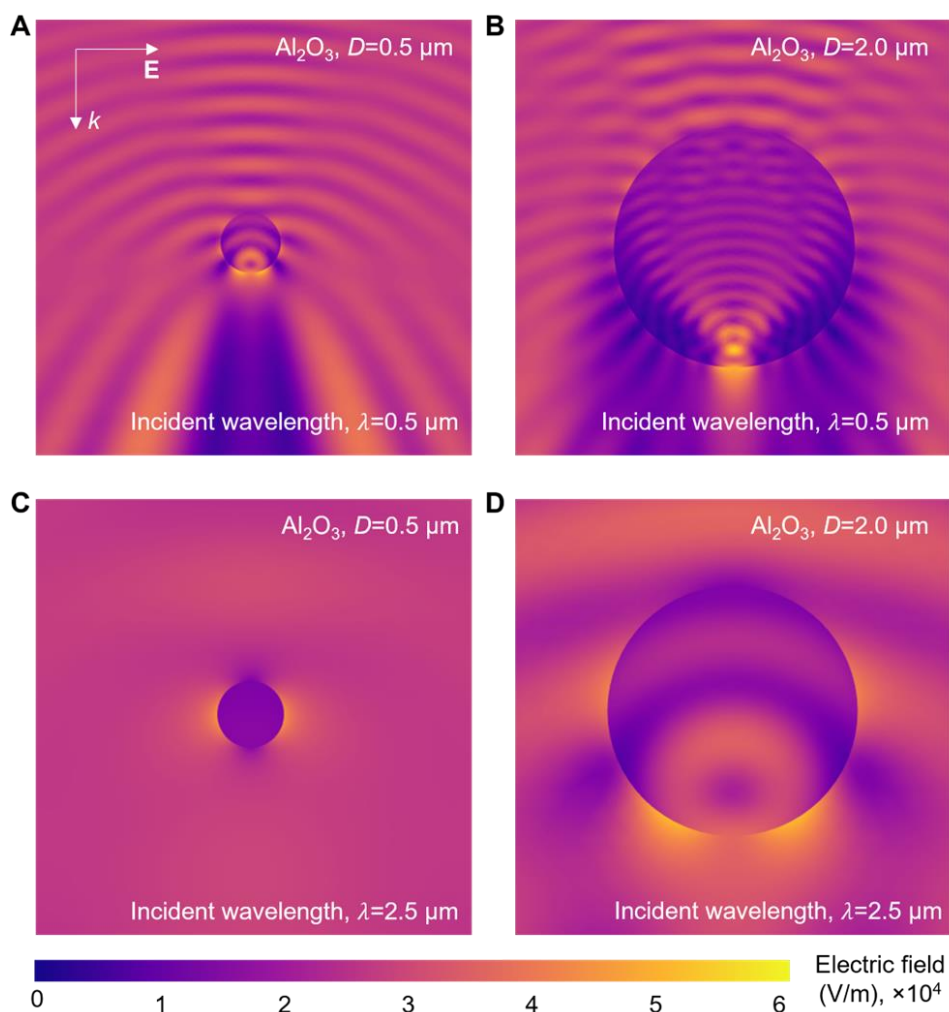 A
Al₂O₃, D=0.5 μm
E
k
Incident wavelength, λ=0.5 μm
B
Al₂O₃, D=2.0 μm
Incident wavelength, λ=0.5 μm
C
Al₂O₃, D=0.5 μm
Incident wavelength, λ=2.5 μm
D
Al₂O₃, D=2.0 μm
Incident wavelength, λ=2.5 μm
0 1 2 3 4 5 6
Electric field
(V/m), ×10⁴